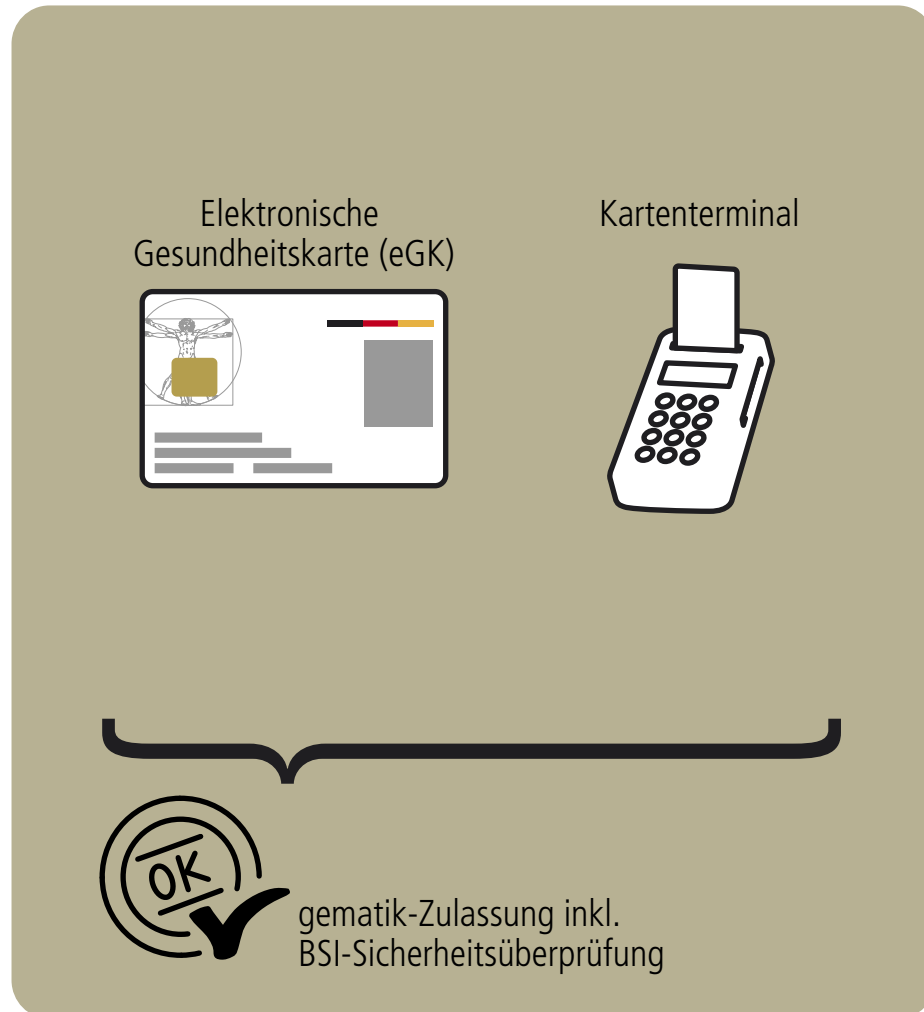 Elektronische
Gesundheitskarte (eGK)
Kartenterminal
OK
gematik-Zulassung inkl.
BSI-Sicherheitsüberprüfung